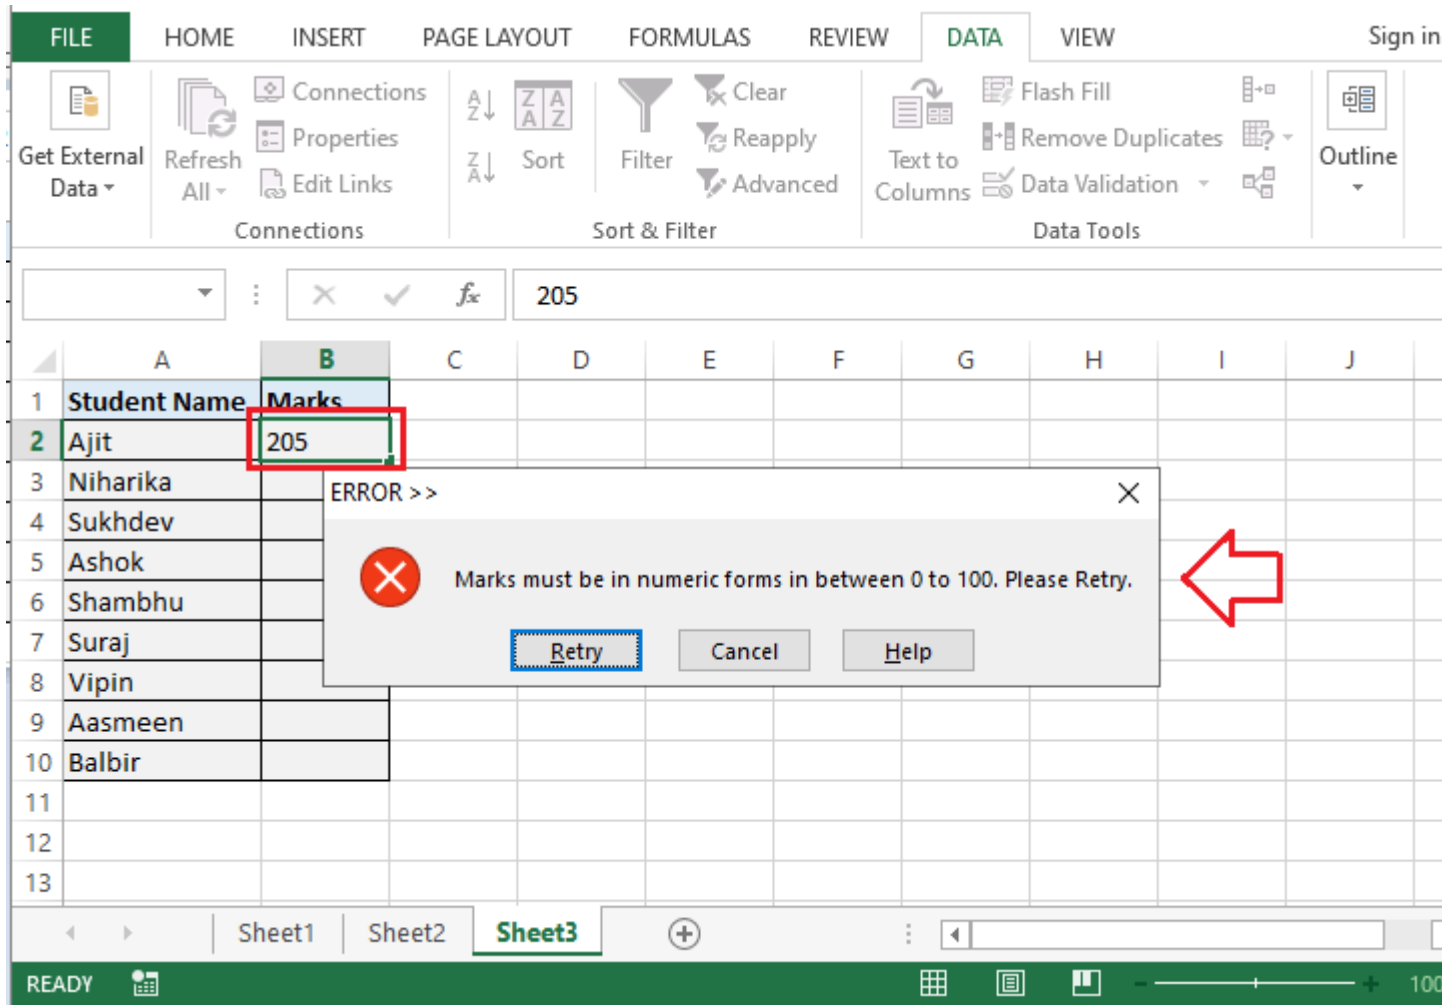 FILE HOME INSERT PAGE LAYOUT FORMULAS REVIEW DATA VIEW Sign in
Get External Data
Refresh All
Connections
Properties
Edit Links
Connections
A
Z
Z
A
Z A
A Z
Sort
Filter
Clear
Reapply
Advanced
Sort & Filter
Text to Columns
Flash Fill
Remove Duplicates
Data Validation
Data Tools
Outline
fx 205
A B C D E F G H I J
1 Student Name Marks
2 Ajit 205
3 Niharika
4 Sukhdev
5 Ashok
6 Shambhu
7 Suraj
8 Vipin
9 Aasmeen
10 Balbir
11
12
13
ERROR >>
Marks must be in numeric forms in between 0 to 100. Please Retry.
Retry Cancel Help
Sheet1 Sheet2 Sheet3
READY 100